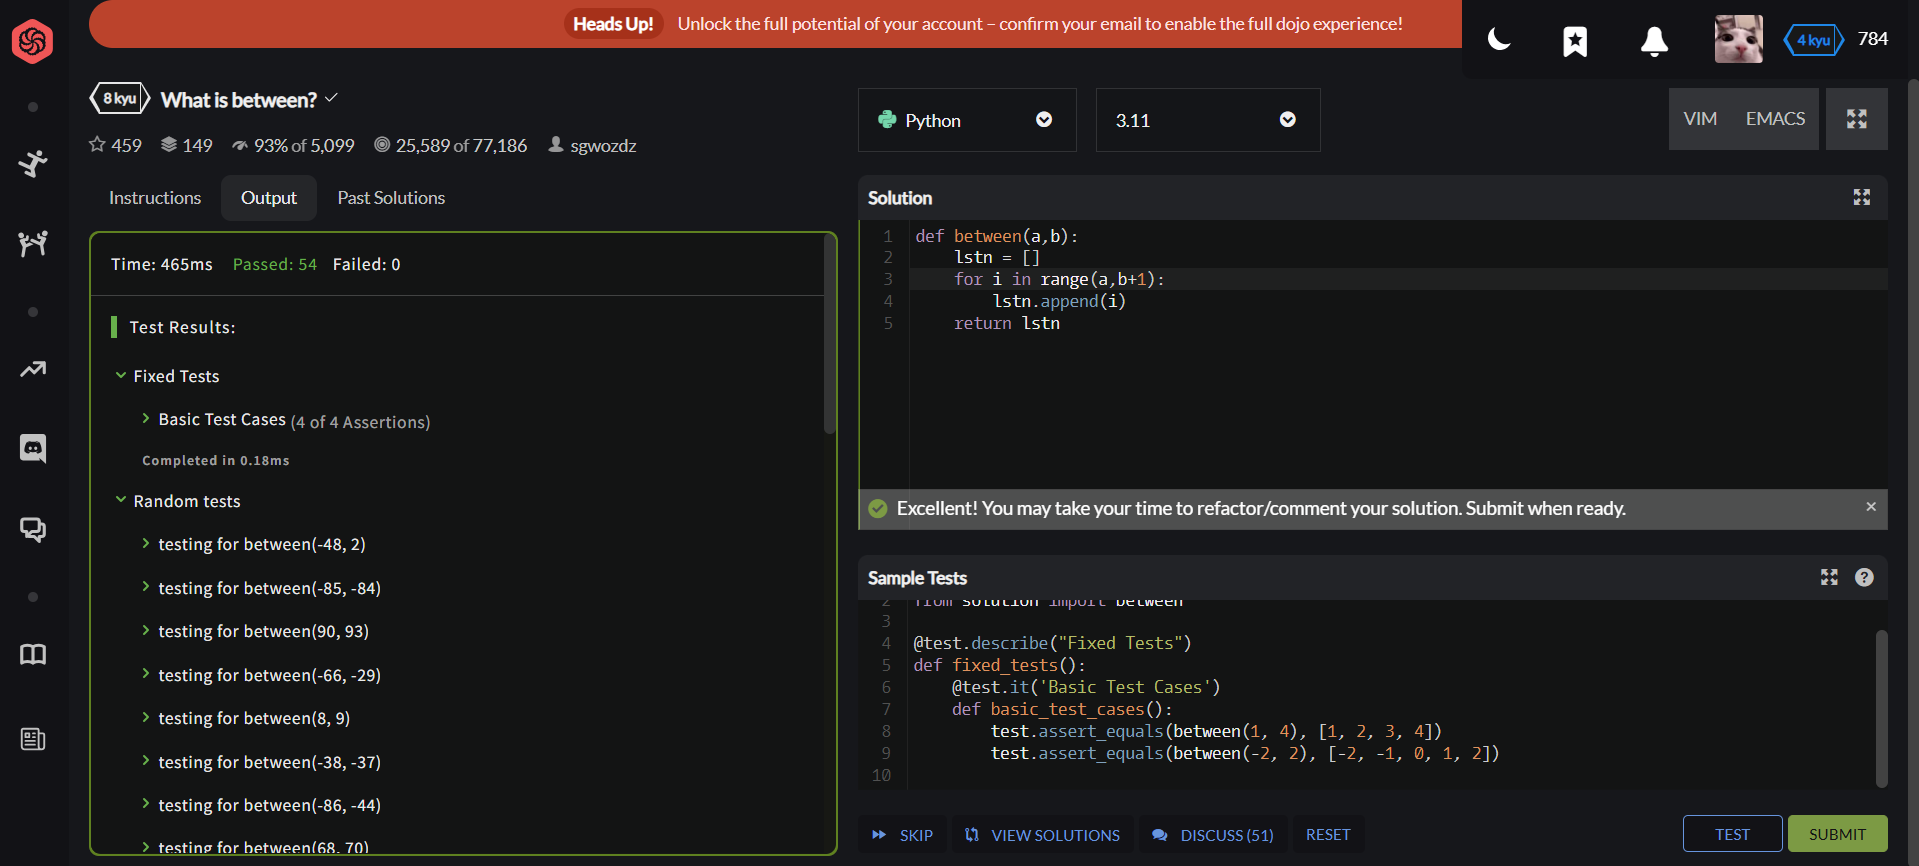 Heads Up! Unlock the full potential of your account – confirm your email to enable the full dojo experience!
4 kyu 784
8 kyu What is between?
459 149 93% of 5,099 25,589 of 77,186 sgwozdz
Instructions Output Past Solutions
Time: 465ms Passed: 54 Failed: 0
Test Results:
Fixed Tests
Basic Test Cases (4 of 4 Assertions)
Completed in 0.18ms
Random tests
testing for between(-48, 2)
testing for between(-85, -84)
testing for between(90, 93)
testing for between(-66, -29)
testing for between(8, 9)
testing for between(-38, -37)
testing for between(-86, -44)
testing for between(68, 70)
Python 3.11 VIM EMACS
Solution
1 def between(a,b):
2     lstn = []
3     for i in range(a,b+1):
4         lstn.append(i)
5     return lstn
Excellent! You may take your time to refactor/comment your solution. Submit when ready. ×
Sample Tests
2 from solution import between
3
4 @test.describe("Fixed Tests")
5 def fixed_tests():
6     @test.it('Basic Test Cases')
7     def basic_test_cases():
8         test.assert_equals(between(1, 4), [1, 2, 3, 4])
9         test.assert_equals(between(-2, 2), [-2, -1, 0, 1, 2])
10
SKIP VIEW SOLUTIONS DISCUSS (51) RESET TEST SUBMIT